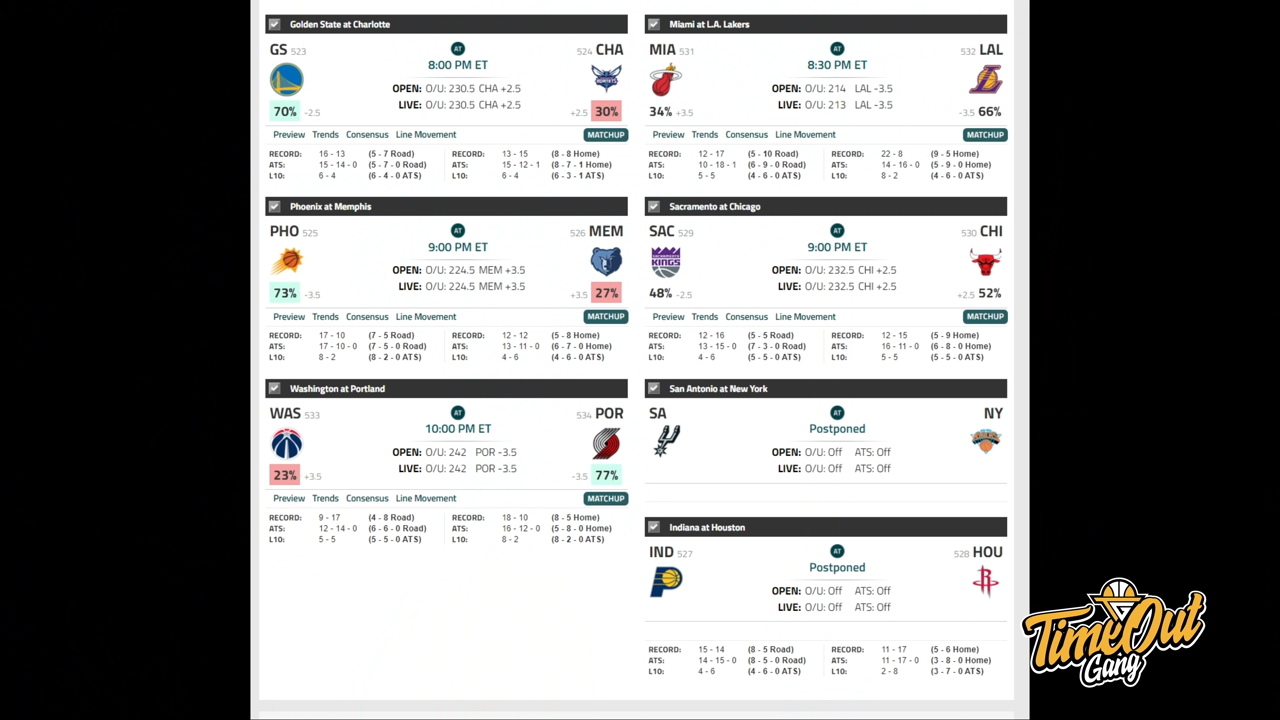 Golden State at Charlotte
GS 523
AT
524 CHA
8:00 PM ET
OPEN: O/U: 230.5 CHA +2.5
LIVE: O/U: 230.5 CHA +2.5
70% -2.5
+2.5 30%
Preview Trends Consensus Line Movement MATCHUP
RECORD: 16 - 13 (5 - 7 Road) RECORD: 13 - 15 (8 - 8 Home)
ATS: 15 - 14 - 0 (5 - 7 - 0 Road) ATS: 15 - 12 - 1 (8 - 7 - 1 Home)
L10: 6 - 4 (6 - 4 - 0 ATS) L10: 6 - 4 (6 - 3 - 1 ATS)
Miami at L.A. Lakers
MIA 531
AT
532 LAL
8:30 PM ET
OPEN: O/U: 214 LAL -3.5
LIVE: O/U: 213 LAL -3.5
34% +3.5
-3.5 66%
Preview Trends Consensus Line Movement MATCHUP
RECORD: 12 - 17 (5 - 10 Road) RECORD: 22 - 8 (9 - 5 Home)
ATS: 10 - 18 - 1 (6 - 9 - 0 Road) ATS: 14 - 16 - 0 (5 - 9 - 0 Home)
L10: 5 - 5 (4 - 6 - 0 ATS) L10: 8 - 2 (4 - 6 - 0 ATS)
Phoenix at Memphis
PHO 525
AT
526 MEM
9:00 PM ET
OPEN: O/U: 224.5 MEM +3.5
LIVE: O/U: 224.5 MEM +3.5
73% -3.5
+3.5 27%
Preview Trends Consensus Line Movement MATCHUP
RECORD: 17 - 10 (7 - 5 Road) RECORD: 12 - 12 (5 - 8 Home)
ATS: 17 - 10 - 0 (7 - 5 - 0 Road) ATS: 13 - 11 - 0 (6 - 7 - 0 Home)
L10: 8 - 2 (8 - 2 - 0 ATS) L10: 4 - 6 (4 - 6 - 0 ATS)
Sacramento at Chicago
SAC 529
AT
530 CHI
9:00 PM ET
OPEN: O/U: 232.5 CHI +2.5
LIVE: O/U: 232.5 CHI +2.5
48% -2.5
+2.5 52%
Preview Trends Consensus Line Movement MATCHUP
RECORD: 12 - 16 (5 - 5 Road) RECORD: 12 - 15 (5 - 9 Home)
ATS: 13 - 15 - 0 (7 - 3 - 0 Road) ATS: 16 - 11 - 0 (6 - 8 - 0 Home)
L10: 4 - 6 (5 - 5 - 0 ATS) L10: 5 - 5 (5 - 5 - 0 ATS)
Washington at Portland
WAS 533
AT
534 POR
10:00 PM ET
OPEN: O/U: 242 POR -3.5
LIVE: O/U: 242 POR -3.5
23% +3.5
-3.5 77%
Preview Trends Consensus Line Movement MATCHUP
RECORD: 9 - 17 (4 - 8 Road) RECORD: 18 - 10 (8 - 5 Home)
ATS: 12 - 14 - 0 (6 - 6 - 0 Road) ATS: 16 - 12 - 0 (5 - 8 - 0 Home)
L10: 5 - 5 (5 - 5 - 0 ATS) L10: 8 - 2 (8 - 2 - 0 ATS)
San Antonio at New York
SA
AT
NY
Postponed
OPEN: O/U: Off ATS: Off
LIVE: O/U: Off ATS: Off
Indiana at Houston
IND 527
AT
528 HOU
Postponed
OPEN: O/U: Off ATS: Off
LIVE: O/U: Off ATS: Off
RECORD: 15 - 14 (8 - 5 Road) RECORD: 11 - 17 (5 - 6 Home)
ATS: 14 - 15 - 0 (8 - 5 - 0 Road) ATS: 11 - 17 - 0 (3 - 8 - 0 Home)
L10: 4 - 6 (4 - 6 - 0 ATS) L10: 2 - 8 (3 - 7 - 0 ATS)
TimeOut
Gang